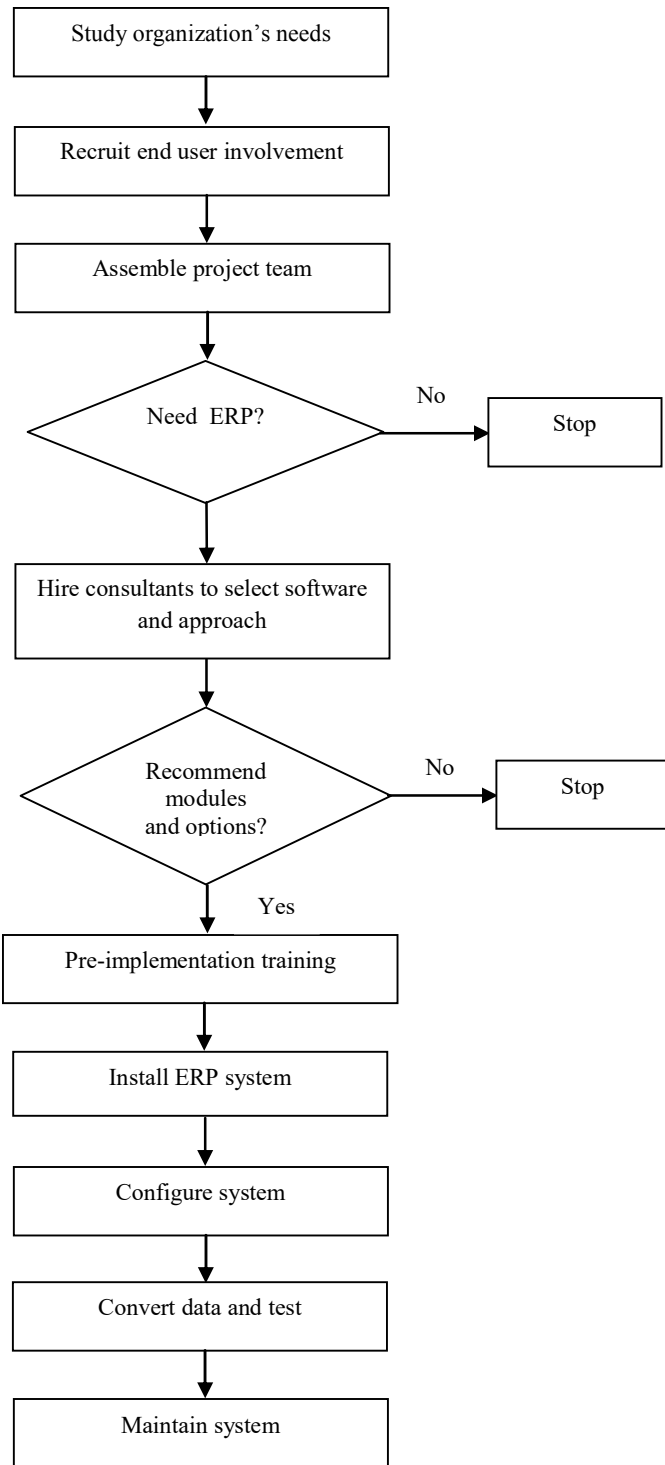 Study organization’s needs
Recruit end user involvement
Assemble project team
Need ERP?
No
Stop
Hire consultants to select software
and approach
Recommend
modules
and options?
No
Stop
Yes
Pre-implementation training
Install ERP system
Configure system
Convert data and test
Maintain system